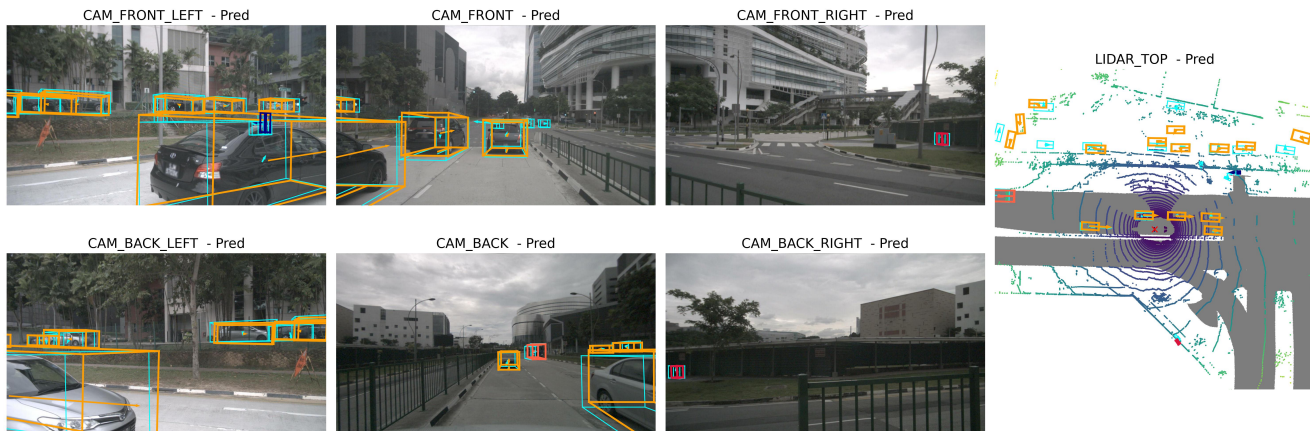 CAM_FRONT_LEFT - Pred
CAM_FRONT - Pred
CAM_FRONT_RIGHT - Pred
LIDAR_TOP - Pred
CAM_BACK_LEFT - Pred
CAM_BACK - Pred
CAM_BACK_RIGHT - Pred